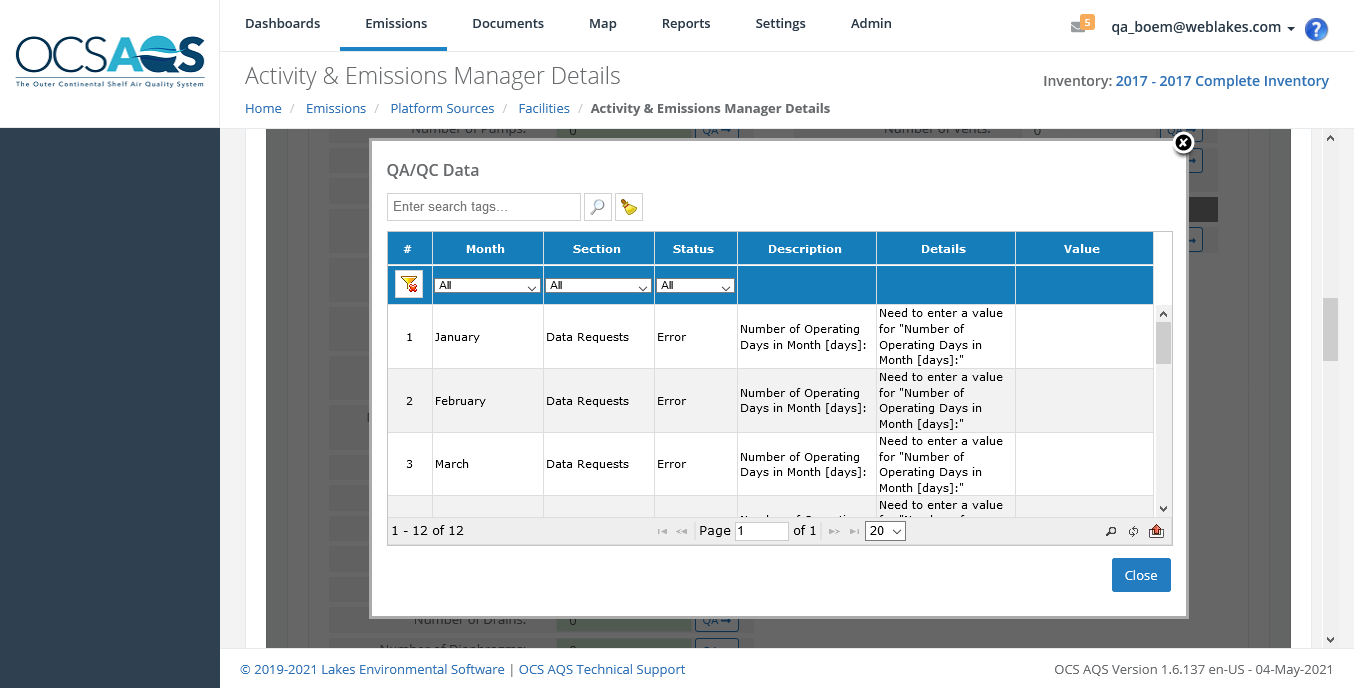 Dashboards Emissions Documents Map Reports Settings Admin 5 qa_boem@weblakes.com ?
OCSAQS
The Outer Continental Shelf Air Quality System
Activity & Emissions Manager Details
Inventory: 2017 - 2017 Complete Inventory
Home / Emissions / Platform Sources / Facilities / Activity & Emissions Manager Details
Number of Pumps: 0 QA Number of Vents: 0
QA/QC Data
Enter search tags...
# Month Section Status Description Details Value
All All All
1 January Data Requests Error Number of Operating Days in Month [days]: Need to enter a value for "Number of Operating Days in Month [days]:"
2 February Data Requests Error Number of Operating Days in Month [days]: Need to enter a value for "Number of Operating Days in Month [days]:"
3 March Data Requests Error Number of Operating Days in Month [days]: Need to enter a value for "Number of Operating Days in Month [days]:"
Need to enter a value
1 - 12 of 12 Page 1 of 1 20
Close
Number of Drains: 0 QA
© 2019-2021 Lakes Environmental Software | OCS AQS Technical Support
OCS AQS Version 1.6.137 en-US - 04-May-2021